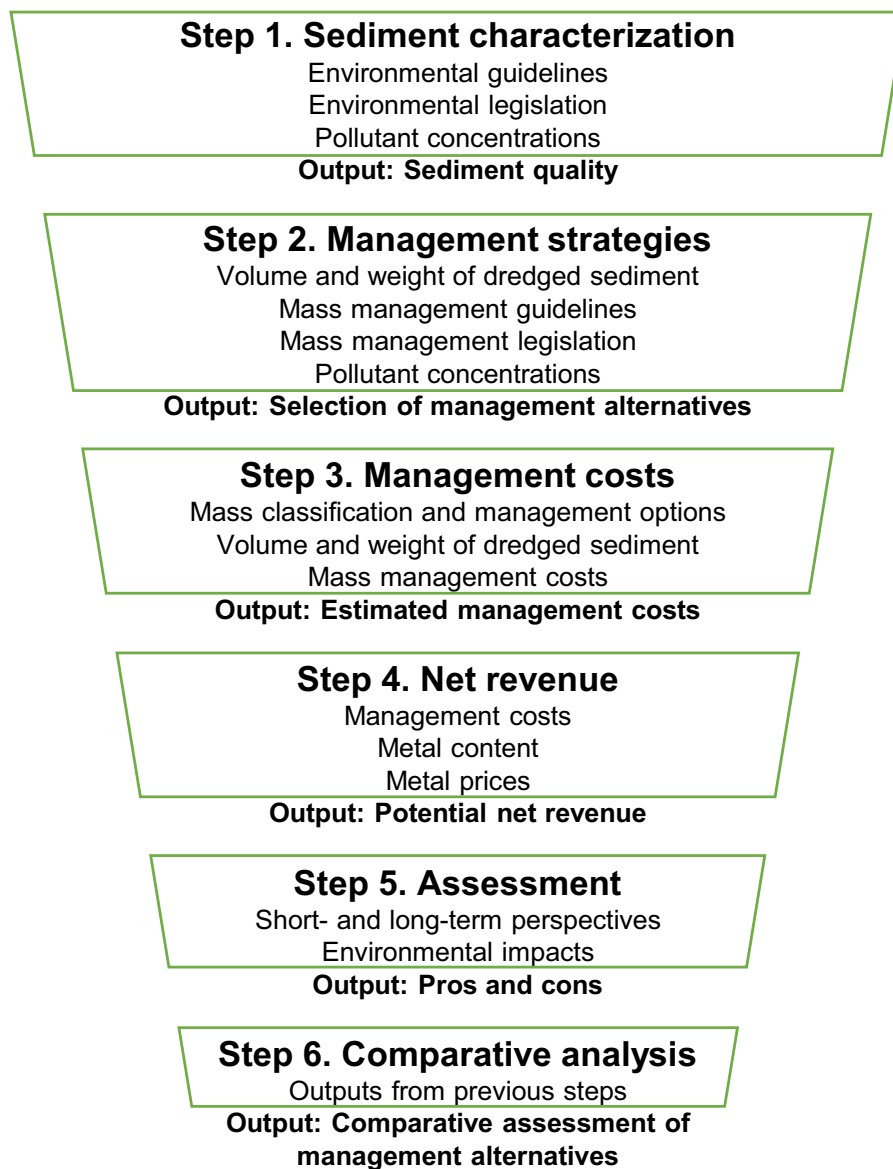 Step 1. Sediment characterization
Environmental guidelines
Environmental legislation
Pollutant concentrations
Output: Sediment quality
Step 2. Management strategies
Volume and weight of dredged sediment
Mass management guidelines
Mass management legislation
Pollutant concentrations
Output: Selection of management alternatives
Step 3. Management costs
Mass classification and management options
Volume and weight of dredged sediment
Mass management costs
Output: Estimated management costs
Step 4. Net revenue
Management costs
Metal content
Metal prices
Output: Potential net revenue
Step 5. Assessment
Short- and long-term perspectives
Environmental impacts
Output: Pros and cons
Step 6. Comparative analysis
Outputs from previous steps
Output: Comparative assessment of
management alternatives